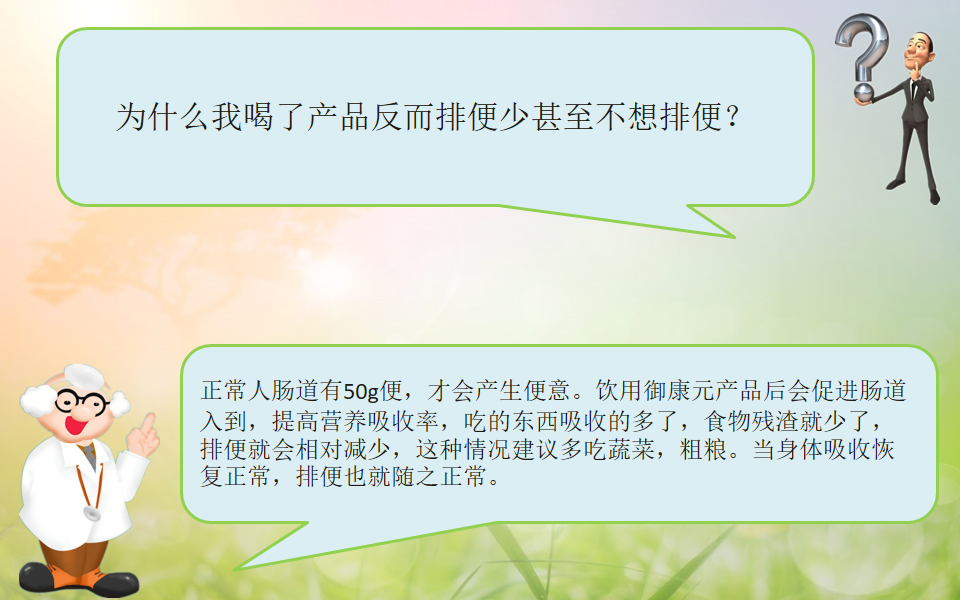 为什么我喝了产品反而排便少甚至不想排便？
正常人肠道有50g便，才会产生便意。饮用御康元产品后会促进肠道
入到，提高营养吸收率，吃的东西吸收的多了，食物残渣就少了，
排便就会相对减少，这种情况建议多吃蔬菜，粗粮。当身体吸收恢
复正常，排便也就随之正常。